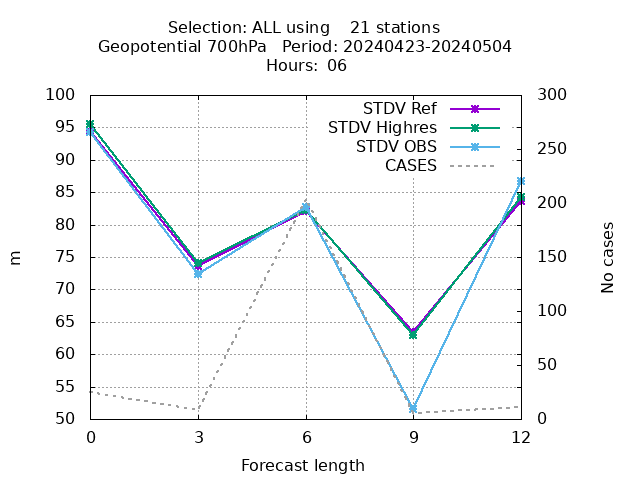 Selection: ALL using    21 stations
Geopotential 700hPa   Period: 20240423-20240504
Hours: 06
STDV Ref
STDV Highres
STDV OBS
CASES
100
95
90
85
80
75
70
65
60
55
50
300
250
200
150
100
50
0
m
No cases
0
3
6
9
12
Forecast length